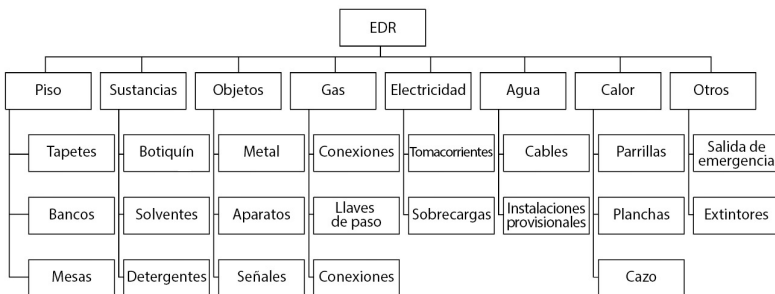 EDR
Piso
Sustancias
Objetos
Gas
Electricidad
Agua
Calor
Otros
Tapetes
Botiquín
Metal
Conexiones
Tomacorrientes
Cables
Parrillas
Salida de
emergencia
Bancos
Solventes
Aparatos
Llaves
de paso
Sobrecargas
Instalaciones
provisionales
Planchas
Extintores
Mesas
Detergentes
Señales
Conexiones
Cazo